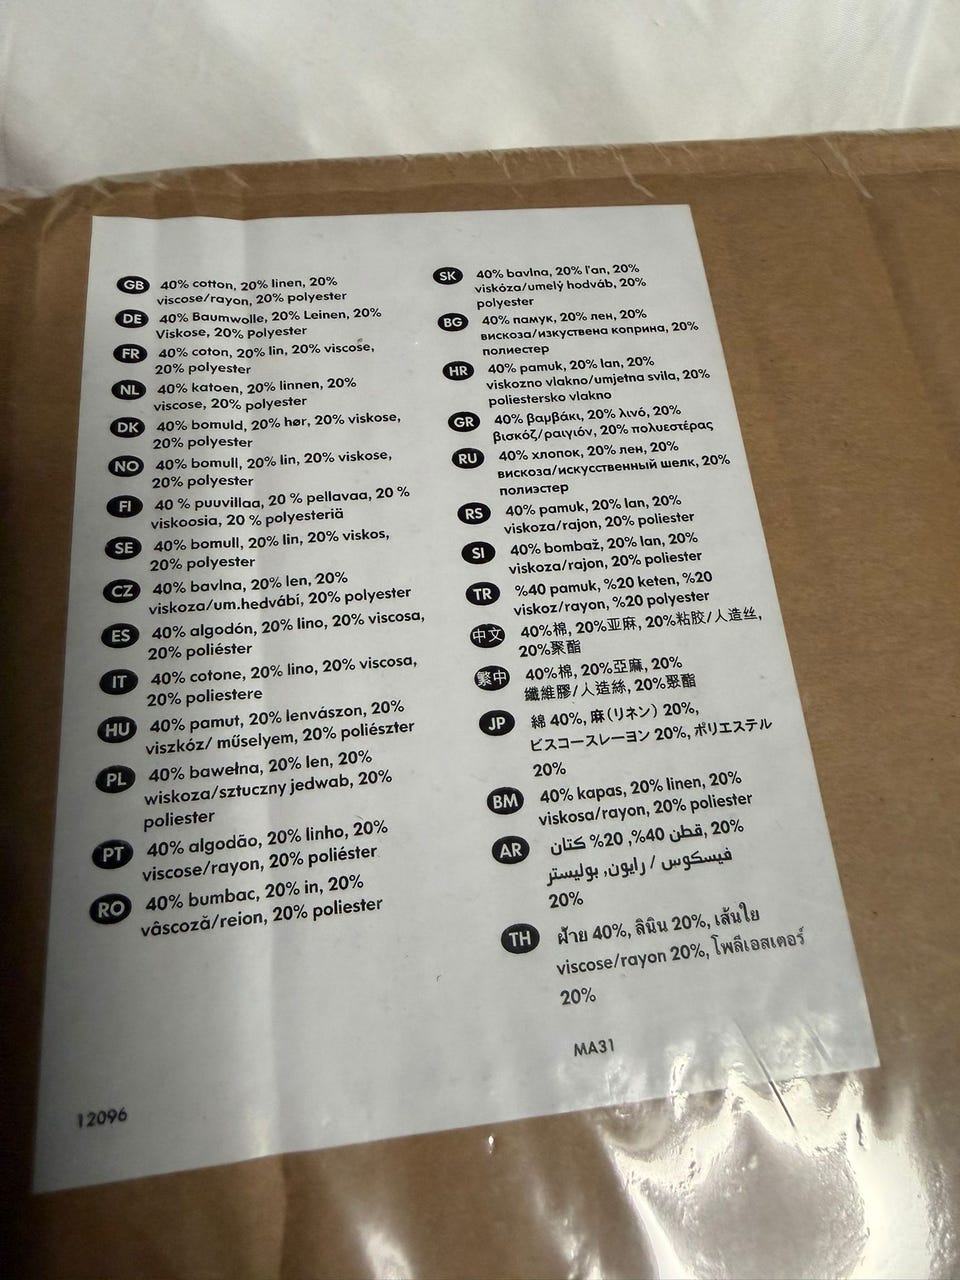 GB 40% cotton, 20% linen, 20%
viscose/rayon, 20% polyester
DE 40% Baumwolle, 20% Leinen, 20%
Viskose, 20% Polyester
FR 40% coton, 20% lin, 20% viscose,
20% polyester
NL 40% katoen, 20% linnen, 20%
viscose, 20% polyester
DK 40% bomuld, 20% hør, 20% viskose,
20% polyester
NO 40% bomull, 20% lin, 20% viskose,
20% polyester
FI 40 % puuvillaa, 20 % pellavaa, 20 %
viskoosia, 20 % polyesteriä
SE 40% bomull, 20% lin, 20% viskos,
20% polyester
CZ 40% bavlna, 20% len, 20%
viskoza/um.hedvábí, 20% polyester
ES 40% algodón, 20% lino, 20% viscosa,
20% poliéster
IT 40% cotone, 20% lino, 20% viscosa,
20% poliestere
HU 40% pamut, 20% lenvászon, 20%
viszkóz/ műselyem, 20% poliészter
PL 40% bawełna, 20% len, 20%
wiskoza/sztuczny jedwab, 20%
poliester
PT 40% algodão, 20% linho, 20%
viscose/rayon, 20% poliéster
RO 40% bumbac, 20% in, 20%
vâscoză/reion, 20% poliester
12096
SK 40% bavlna, 20% ľan, 20%
viskóza/umelý hodváb, 20%
polyester
BG 40% памук, 20% лен, 20%
вискоза/изкуствена коприна, 20%
полиестер
HR 40% pamuk, 20% lan, 20%
viskozno vlakno/umjetna svila, 20%
poliestersko vlakno
GR 40% βαμβάκι, 20% λινό, 20%
βισκόζ/ραιγιόν, 20% πολυεστέρας
RU 40% хлопок, 20% лен, 20%
вискоза/искусственный шелк, 20%
полиэстер
RS 40% pamuk, 20% lan, 20%
viskoza/rajon, 20% poliester
SI 40% bombaž, 20% lan, 20%
viskoza/rajon, 20% poliester
TR %40 pamuk, %20 keten, %20
viskoz/rayon, %20 polyester
中文 40%棉, 20%亚麻, 20%粘胶/人造丝,
20%聚酯
繁中 40%棉, 20%亞麻, 20%
纖維膠/人造絲, 20%聚酯
JP 綿 40%, 麻(リネン) 20%,
ビスコースレーヨン 20%, ポリエステル
20%
BM 40% kapas, 20% linen, 20%
viskosa/rayon, 20% poliester
AR قطن 40%, 20% كتان, 20%
فيسكوس / رايون, بوليستر
20%
TH ฝ้าย 40%, ลินิน 20%, เส้นใย
viscose/rayon 20%, โพลีเอสเตอร์
20%
MA31